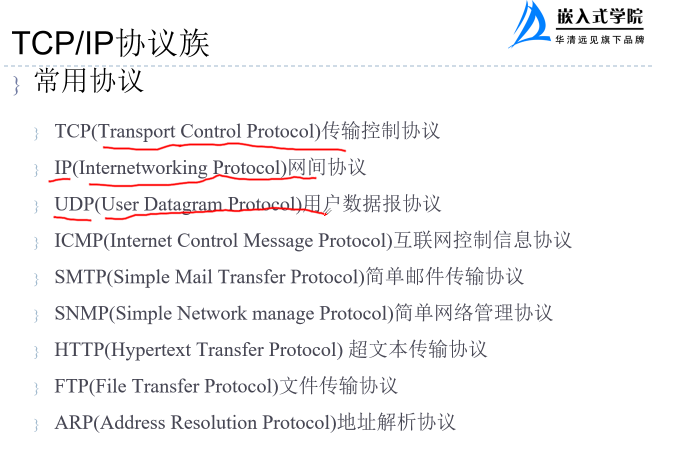 嵌入式学院
华清远见旗下品牌
TCP/IP协议族
常用协议
TCP(Transport Control Protocol)传输控制协议
IP(Internetworking Protocol)网间协议
UDP(User Datagram Protocol)用户数据报协议
ICMP(Internet Control Message Protocol)互联网控制信息协议
SMTP(Simple Mail Transfer Protocol)简单邮件传输协议
SNMP(Simple Network manage Protocol)简单网络管理协议
HTTP(Hypertext Transfer Protocol) 超文本传输协议
FTP(File Transfer Protocol)文件传输协议
ARP(Address Resolution Protocol)地址解析协议